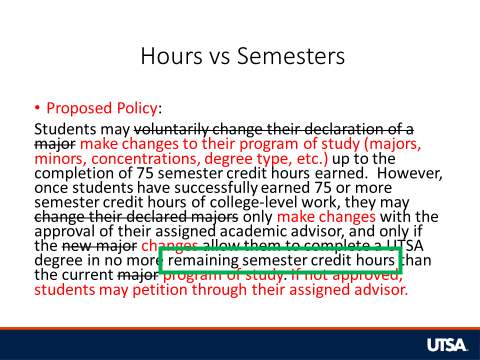 Hours vs Semesters
• Proposed Policy:
Students may voluntarily change their declaration of a
major make changes to their program of study (majors,
minors, concentrations, degree type, etc.) up to the
completion of 75 semester credit hours earned. However,
once students have successfully earned 75 or more
semester credit hours of college-level work, they may
change their declared majors only make changes with the
approval of their assigned academic advisor, and only if
the new major changes allow them to complete a UTSA
degree in no more remaining semester credit hours than
the current major program of study. If not approved,
students may petition through their assigned advisor.
UTSA